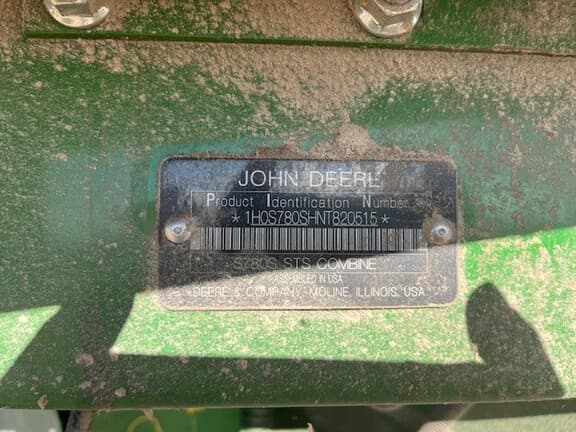 JOHN DEERE
Product Identification Number
*1H0S780SHNT820515*
S780S STS COMBINE
ASSEMBLED IN USA
DEERE & COMPANY MOLINE, ILLINOIS, USA